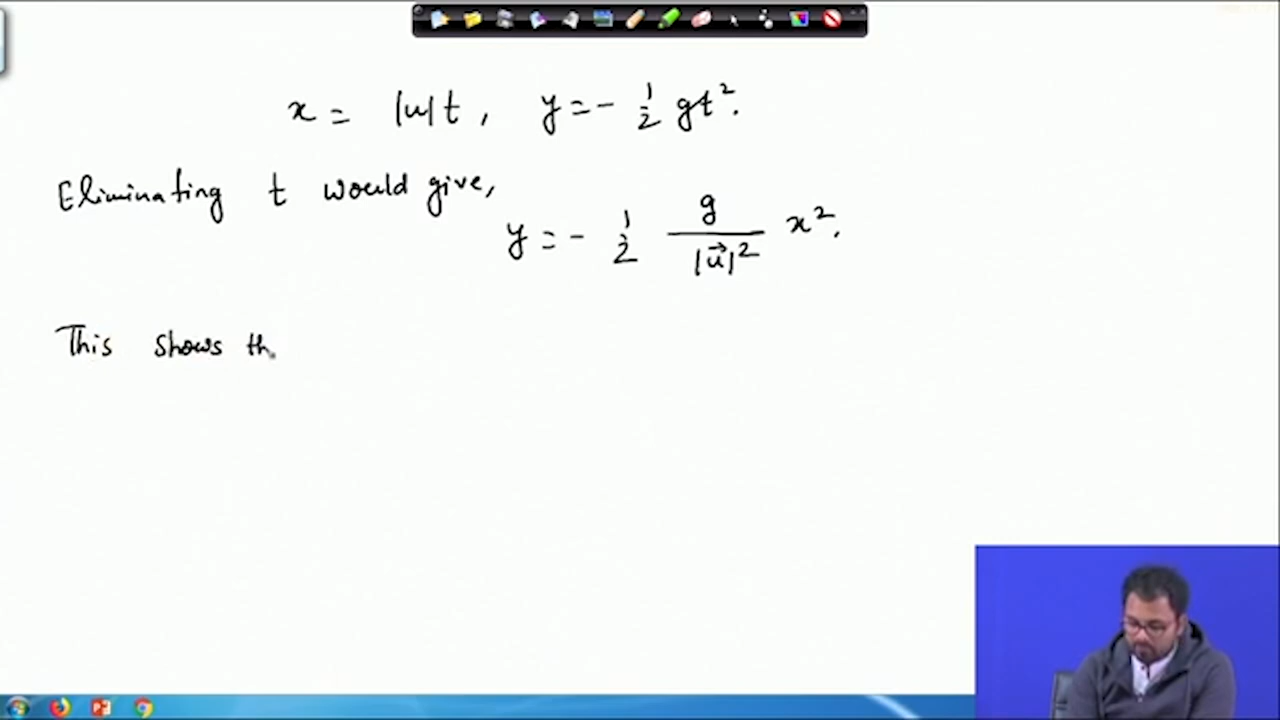 x = |u|t, y = - 1/2 gt².
Eliminating t would give,
y = - 1/2 g/|u⃗|² x².
This shows th